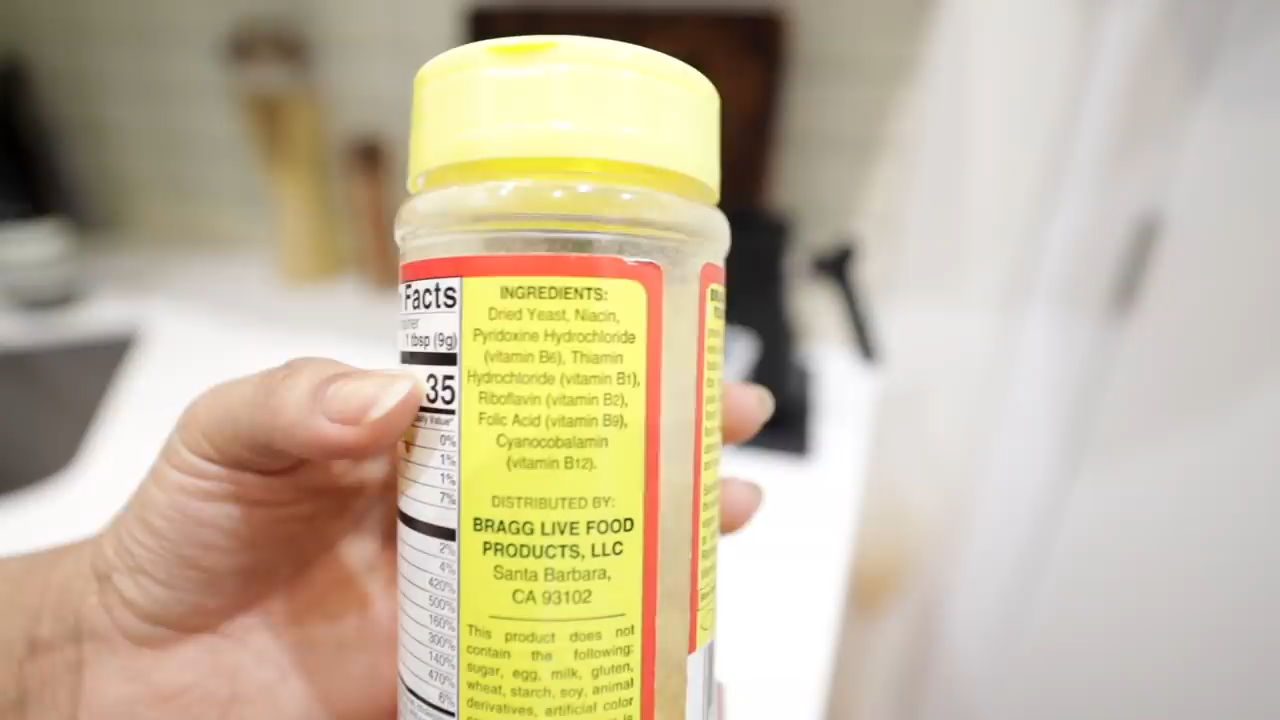 Facts
1 tbsp (9g)
35
0%
1%
1%
7%
2%
4%
420%
500%
160%
300%
140%
470%
6%
INGREDIENTS:
Dried Yeast, Niacin,
Pyridoxine Hydrochloride
(vitamin B6), Thiamin
Hydrochloride (vitamin B1),
Riboflavin (vitamin B2),
Folic Acid (vitamin B9),
Cyanocobalamin
(vitamin B12).
DISTRIBUTED BY:
BRAGG LIVE FOOD
PRODUCTS, LLC
Santa Barbara,
CA 93102
This product does not
contain the following:
sugar, egg, milk, gluten,
wheat, starch, soy, animal
derivatives, artificial color